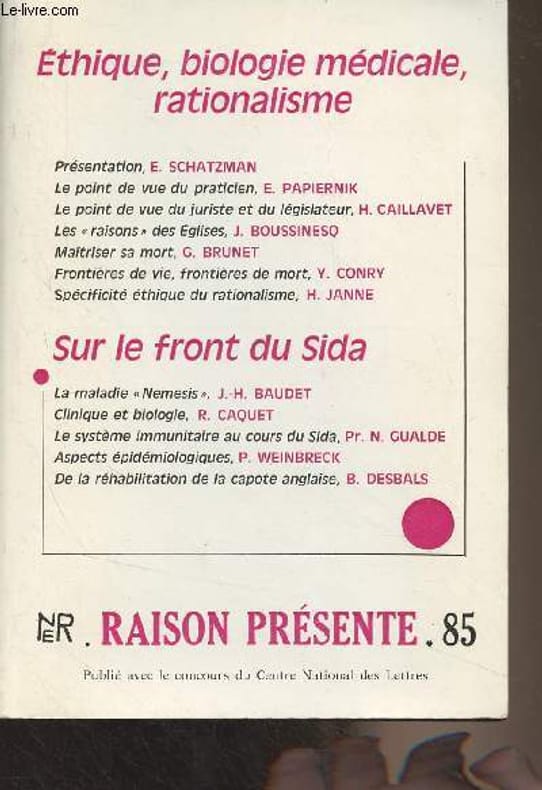 Le-livre.com
Éthique, biologie médicale,
rationalisme
Présentation, E. SCHATZMAN
Le point de vue du praticien, E. PAPIERNIK
Le point de vue du juriste et du législateur, H. CAILLAVET
Les « raisons » des Eglises, J. BOUSSINESQ
Maîtriser sa mort, G. BRUNET
Frontières de vie, frontières de mort, Y. CONRY
Spécificité éthique du rationalisme, H. JANNE
Sur le front du Sida
La maladie « Nemesis », J.-H. BAUDET
Clinique et biologie, R. CAQUET
Le système immunitaire au cours du Sida, Pr. N. GUALDE
Aspects épidémiologiques, P. WEINBRECK
De la réhabilitation de la capote anglaise, B. DESBALS
NER . RAISON PRÉSENTE . 85
Publié avec le concours du Centre National des Lettres